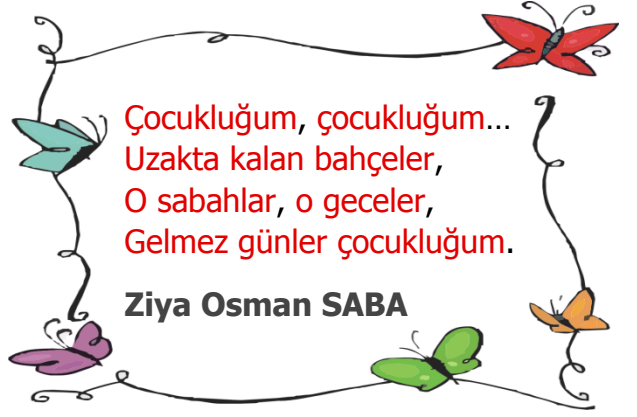 Çocukluğum, çocukluğum...
Uzakta kalan bahçeler,
O sabahlar, o geceler,
Gelmez günler çocukluğum.
Ziya Osman SABA